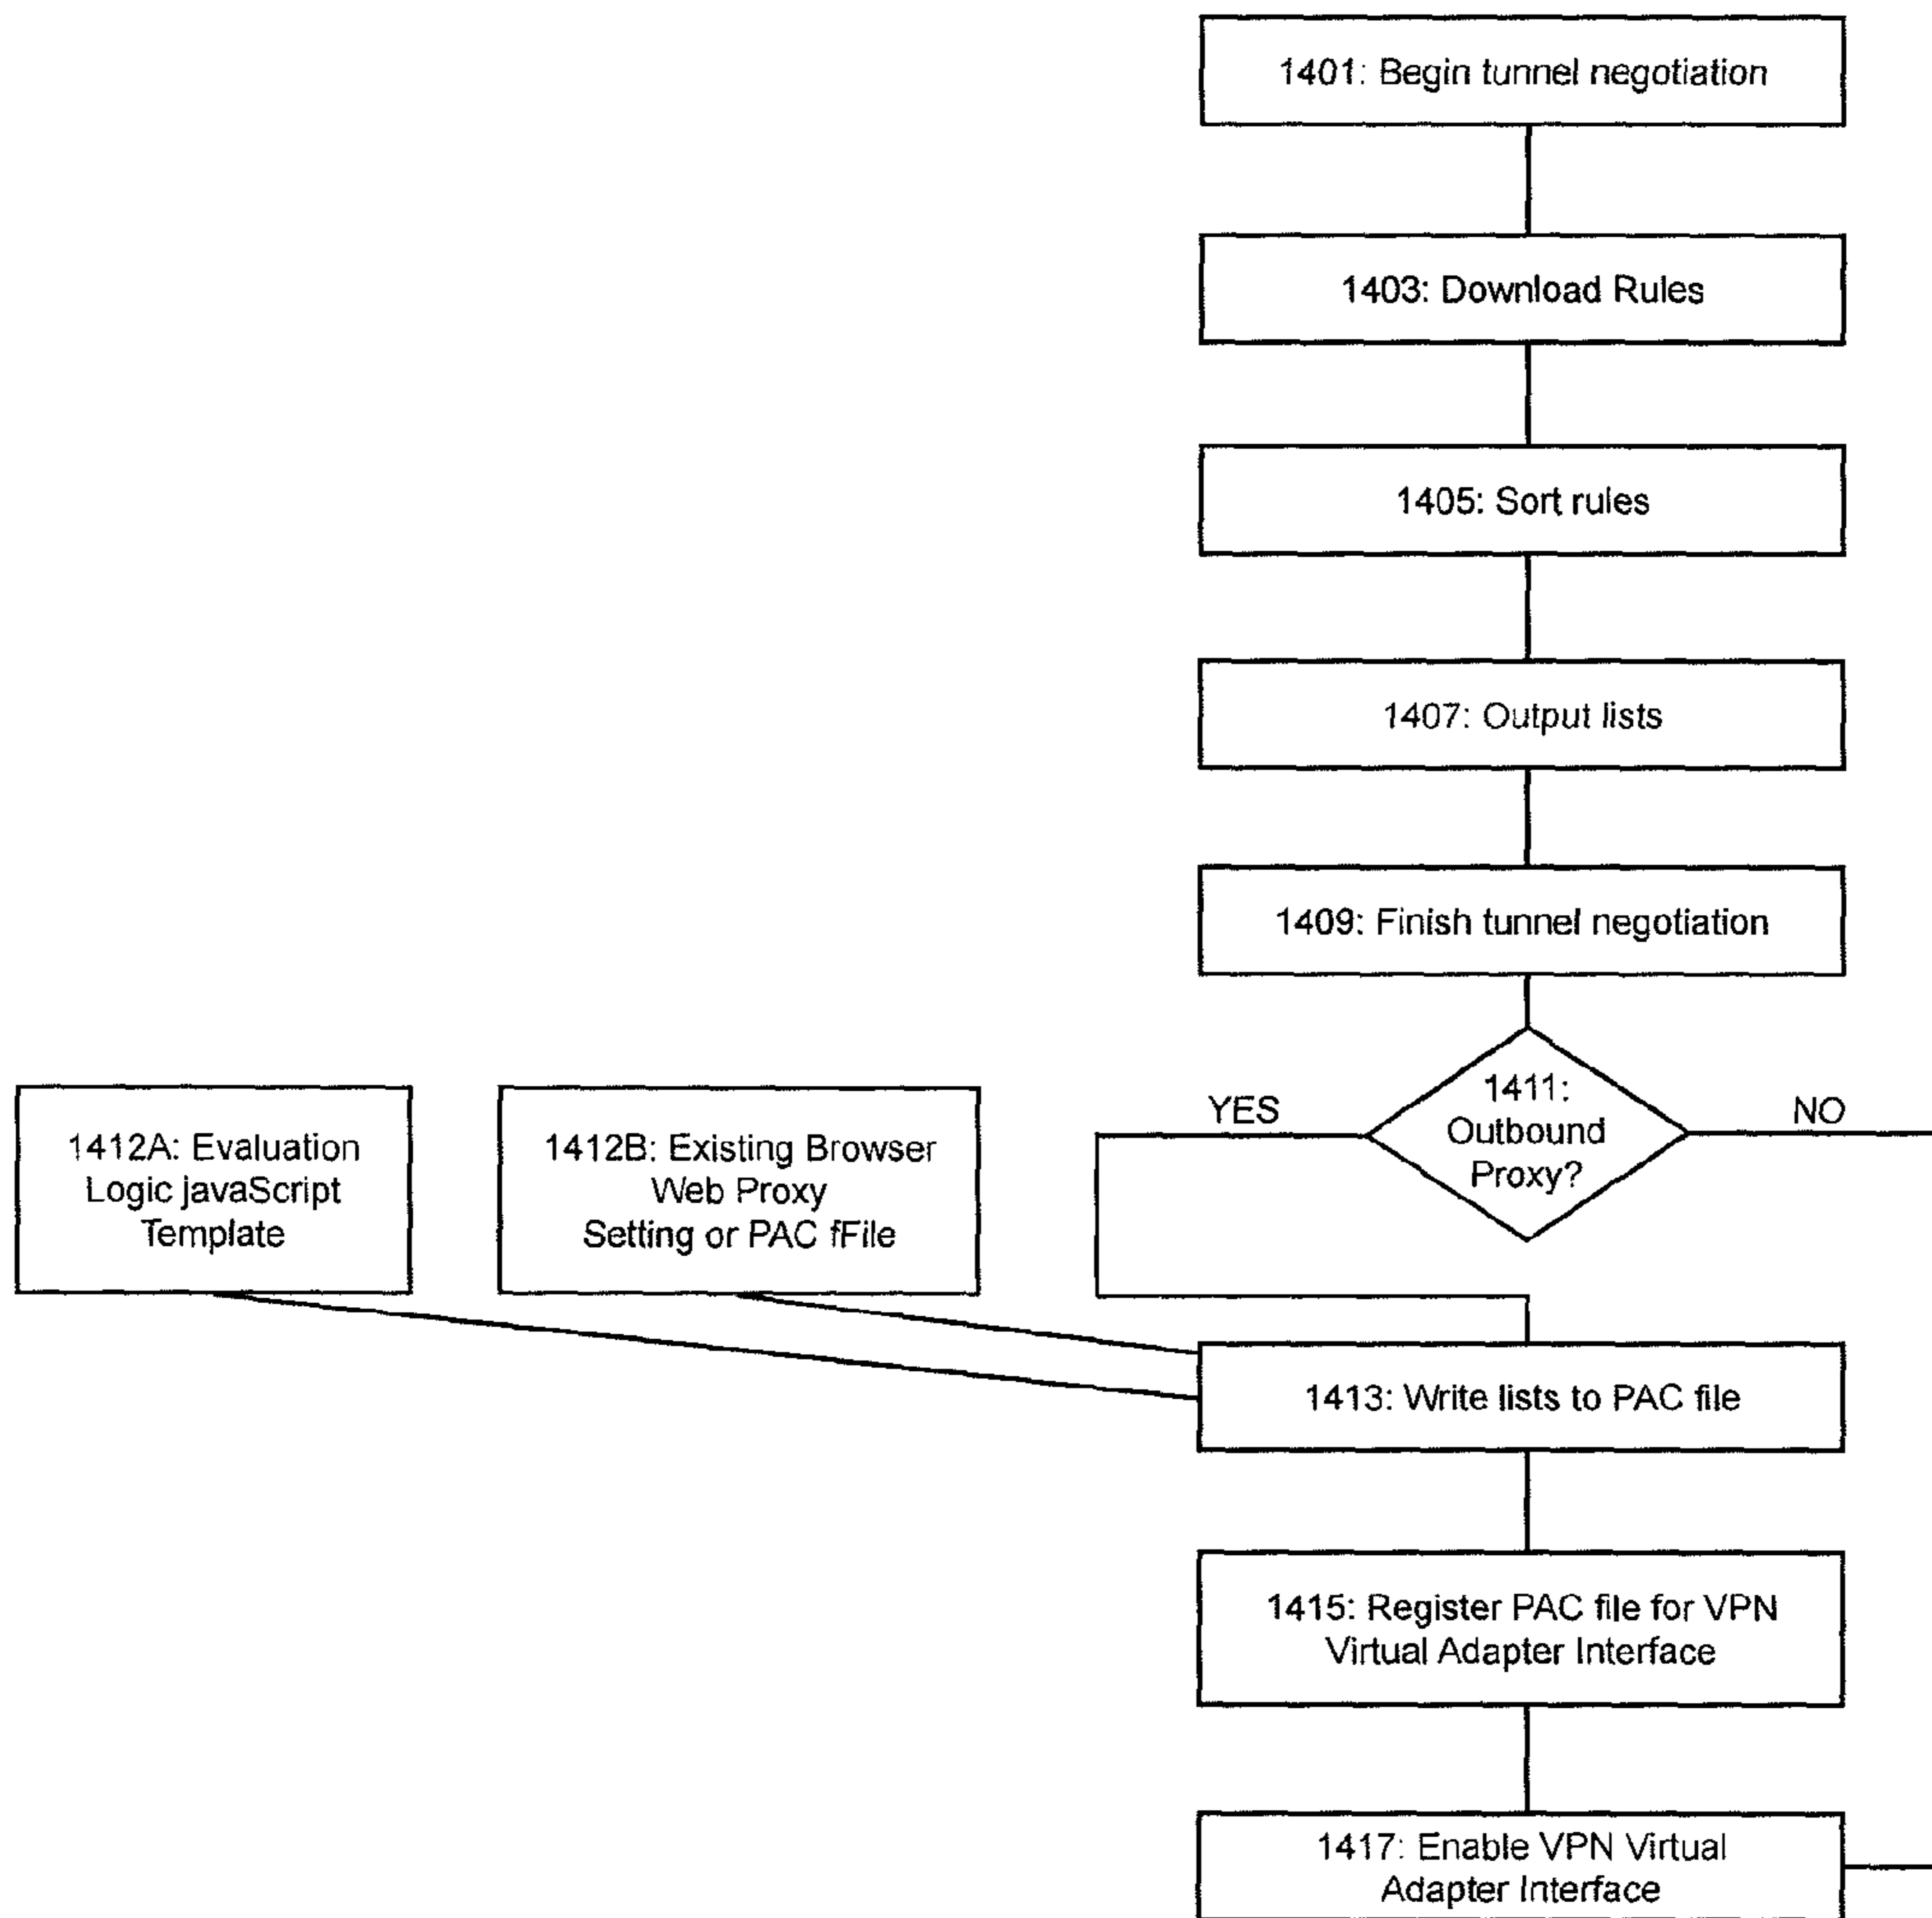 1401: Begin tunnel negotiation
1403: Download Rules
1405: Sort rules
1407: Output lists
1409: Finish tunnel negotiation
1411:
Outbound
Proxy?
YES
NO
1412A: Evaluation
Logic javaScript
Template
1412B: Existing Browser
Web Proxy
Setting or PAC fFile
1413: Write lists to PAC file
1415: Register PAC file for VPN
Virtual Adapter Interface
1417: Enable VPN Virtual
Adapter Interface